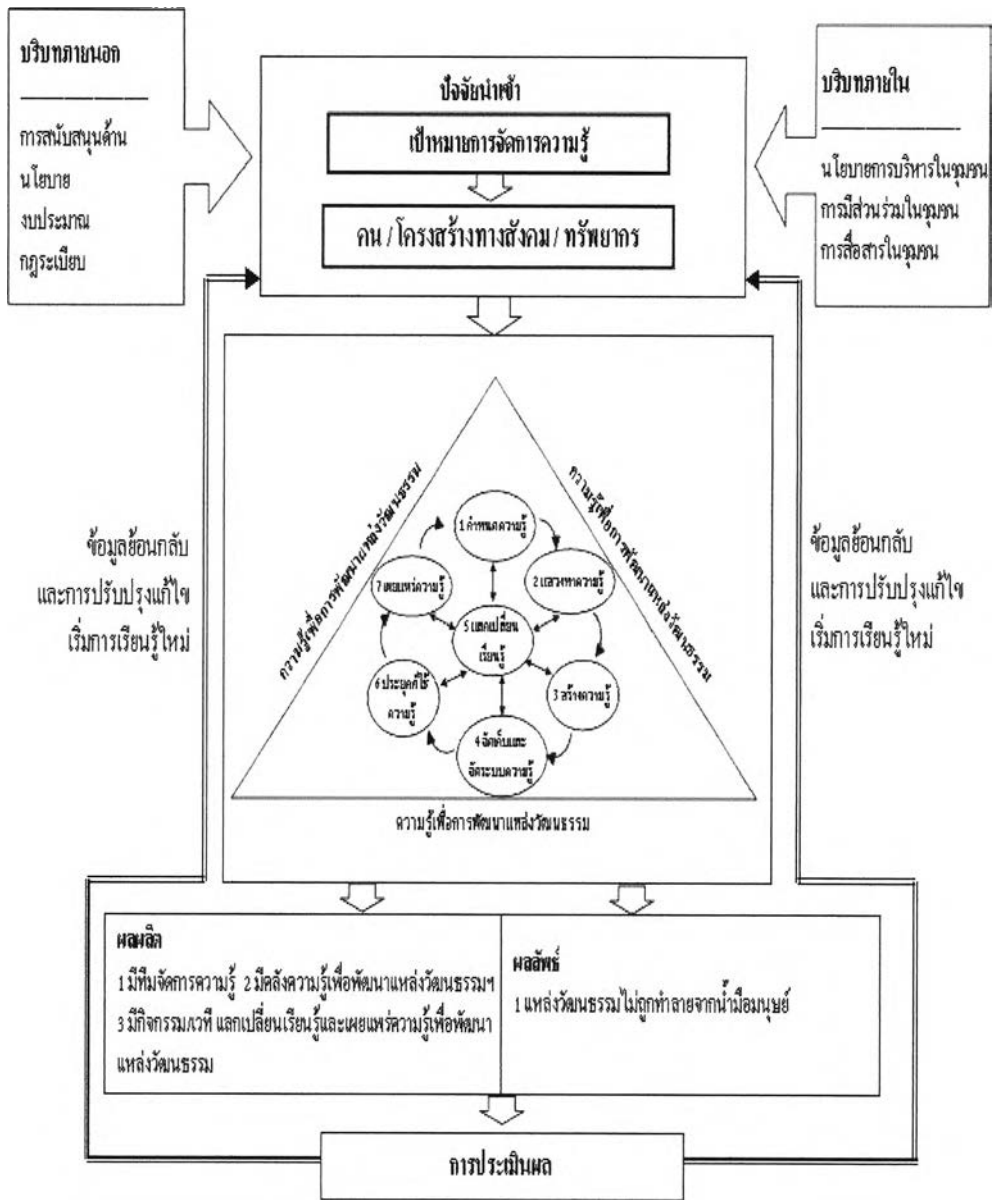 บริบทภายนอก
การสนับสนุนด้าน
นโยบาย
งบประมาณ
กฎระเบียบ
ปัจจัยนำเข้า
เป้าหมายการจัดการความรู้
คน / โครงสร้างทางสังคม / ทรัพยากร
บริบทภายใน
นโยบายการบริหารในชุมชน
การมีส่วนร่วมในชุมชน
การสื่อสารในชุมชน
ข้อมูลย้อนกลับ
และการปรับปรุงแก้ไข
เริ่มการเรียนรู้ใหม่
ความรู้เพื่อการพัฒนาแหล่งวัฒนธรรม
ความรู้เพื่อการพัฒนาแหล่งวัฒนธรรม
1 กำหนดความรู้
2 แสวงหาความรู้
3 สร้างความรู้
4 จัดเก็บและ
จัดระบบความรู้
5 แลกเปลี่ยน
เรียนรู้
6 ประยุกต์ใช้
ความรู้
7 เผยแพร่ความรู้
ความรู้เพื่อการพัฒนาแหล่งวัฒนธรรม
ข้อมูลย้อนกลับ
และการปรับปรุงแก้ไข
เริ่มการเรียนรู้ใหม่
ผลผลิต
1 มีทีมจัดการความรู้ 2 มีคลังความรู้เพื่อพัฒนาแหล่งวัฒนธรรมฯ
3 มีกิจกรรม/เวที แลกเปลี่ยนเรียนรู้และเผยแพร่ความรู้เพื่อพัฒนา
แหล่งวัฒนธรรม
ผลลัพธ์
1 แหล่งวัฒนธรรมไม่ถูกทำลายจากน้ำมือมนุษย์
การประเมินผล